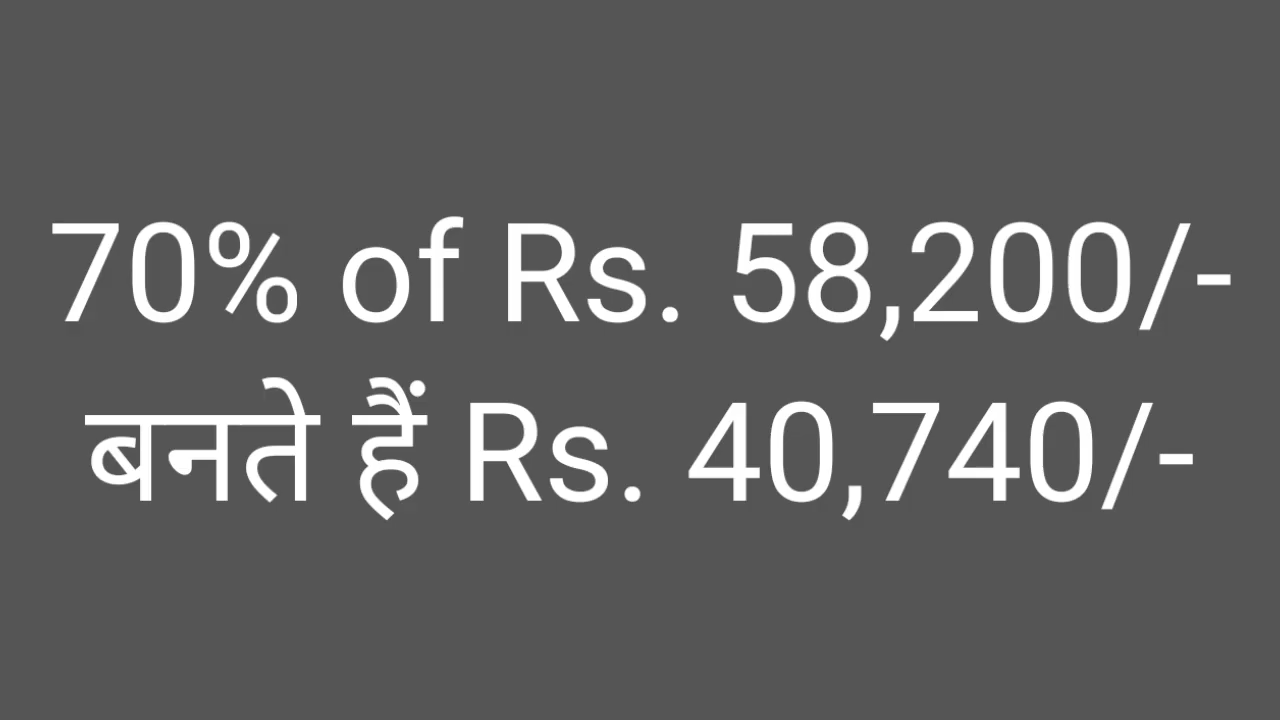 70% of Rs. 58,200/-
बनते हैं Rs. 40,740/-